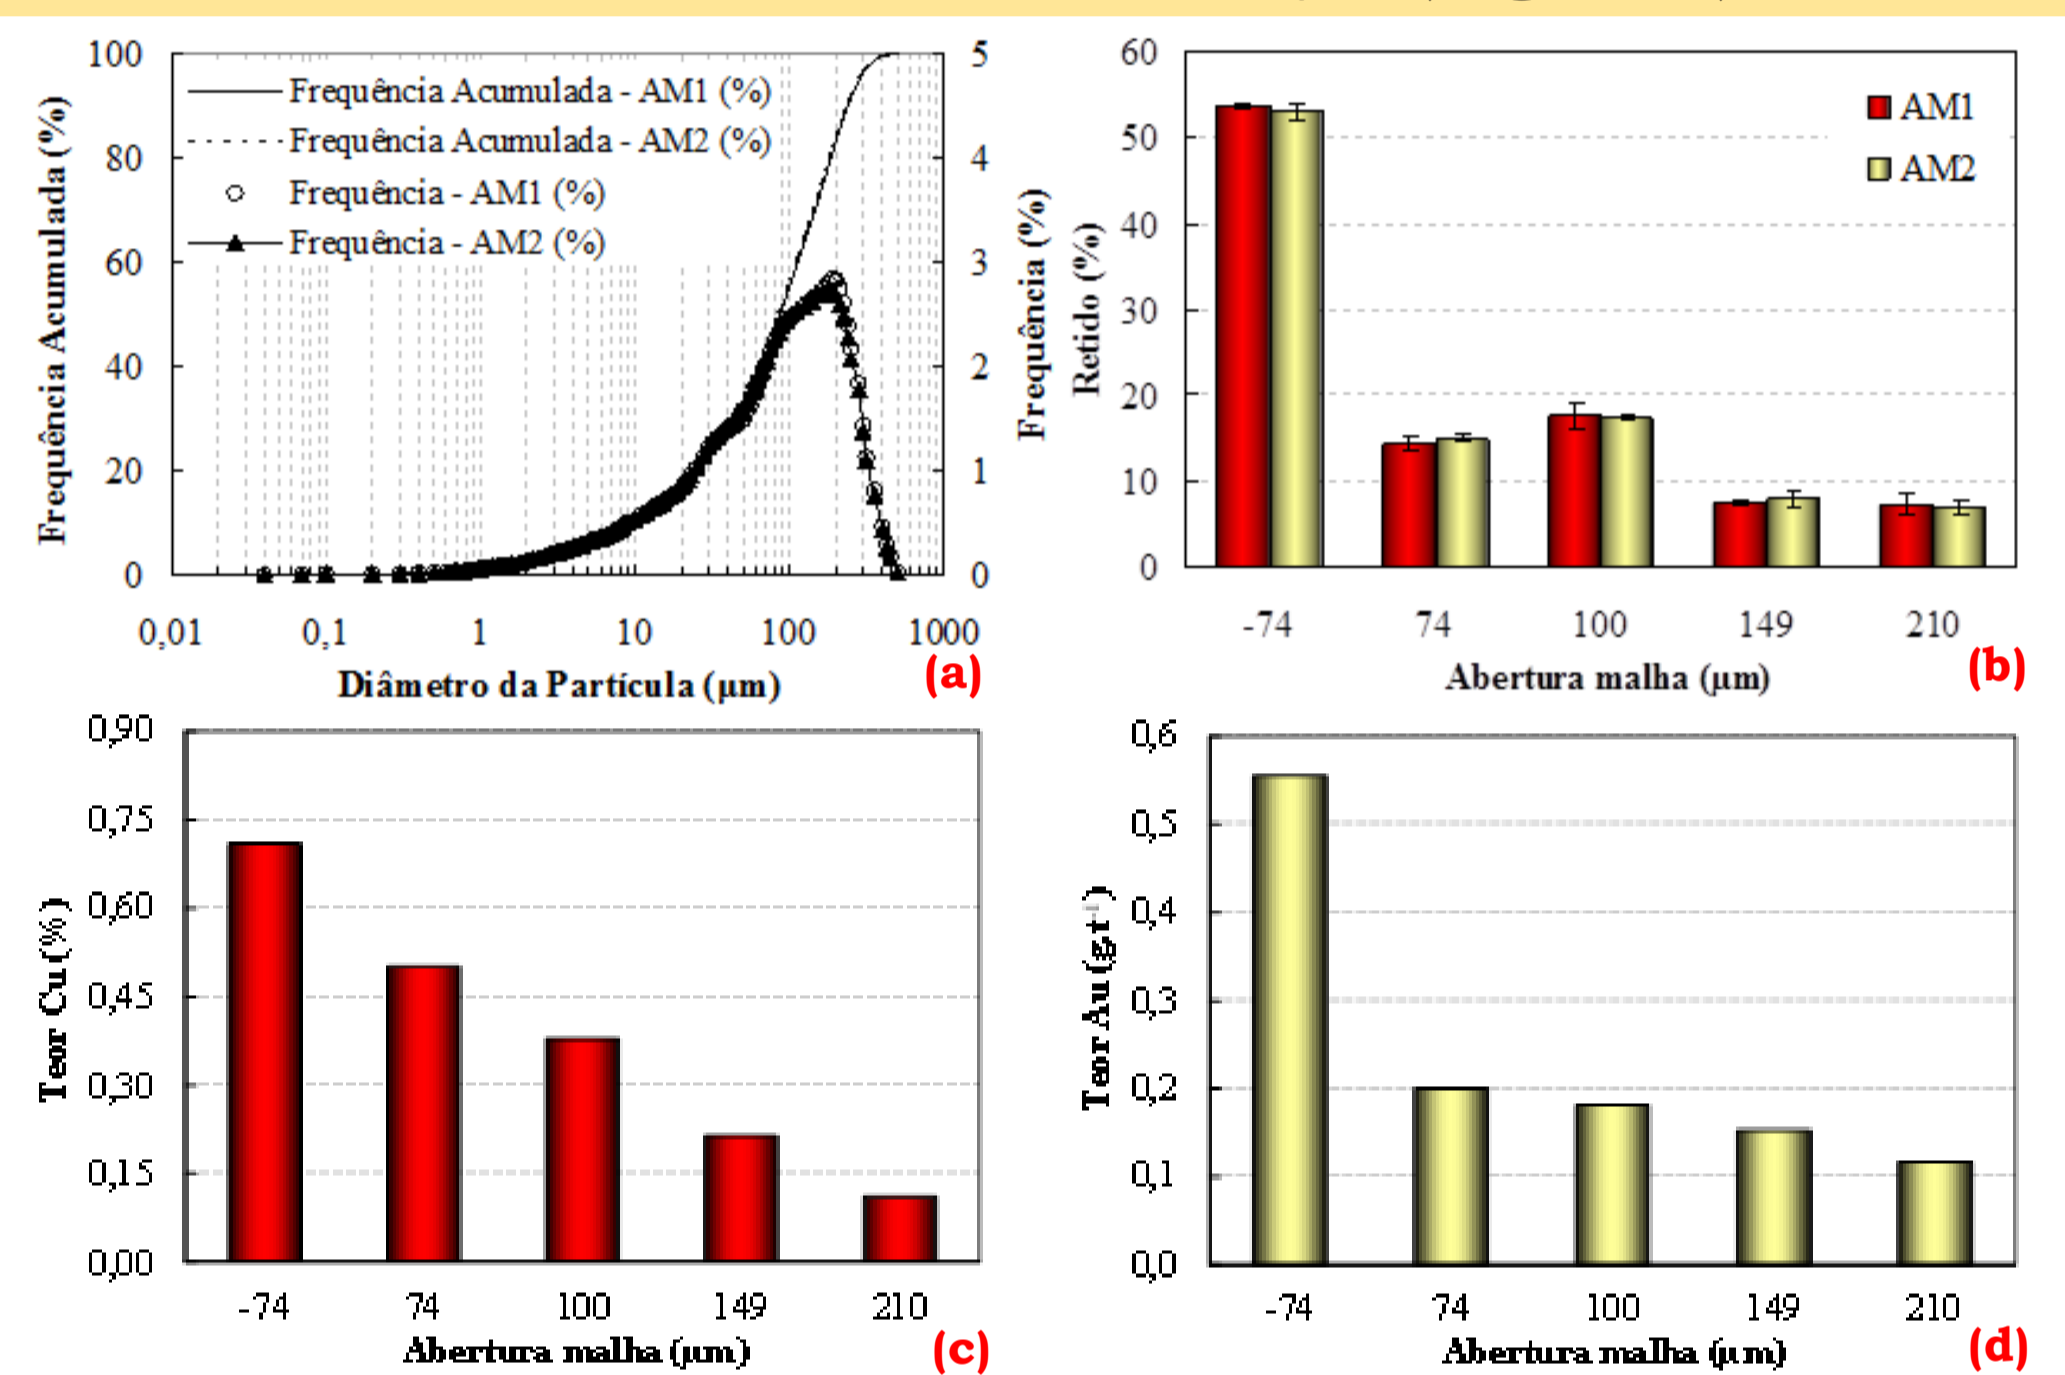 100
80
60
40
20
0
Frequência Acumulada (%)
Frequência Acumulada - AM1 (%)
Frequência Acumulada - AM2 (%)
Frequência - AM1 (%)
Frequência - AM2 (%)
5
4
3
2
1
0
Frequência (%)
0,01 0,1 1 10 100 1000
Diâmetro da Partícula (µm)
(a)
60
50
40
30
20
10
0
Retido (%)
AM1
AM2
-74 74 100 149 210
Abertura malha (µm)
(b)
0,90
0,75
0,60
0,45
0,30
0,15
0,00
Teor Cu (%)
-74 74 100 149 210
Abertura malha (µm)
(c)
0,6
0,5
0,4
0,3
0,2
0,1
0,0
Teor Au (g.t⁻¹)
-74 74 100 149 210
Abertura malha (µm)
(d)